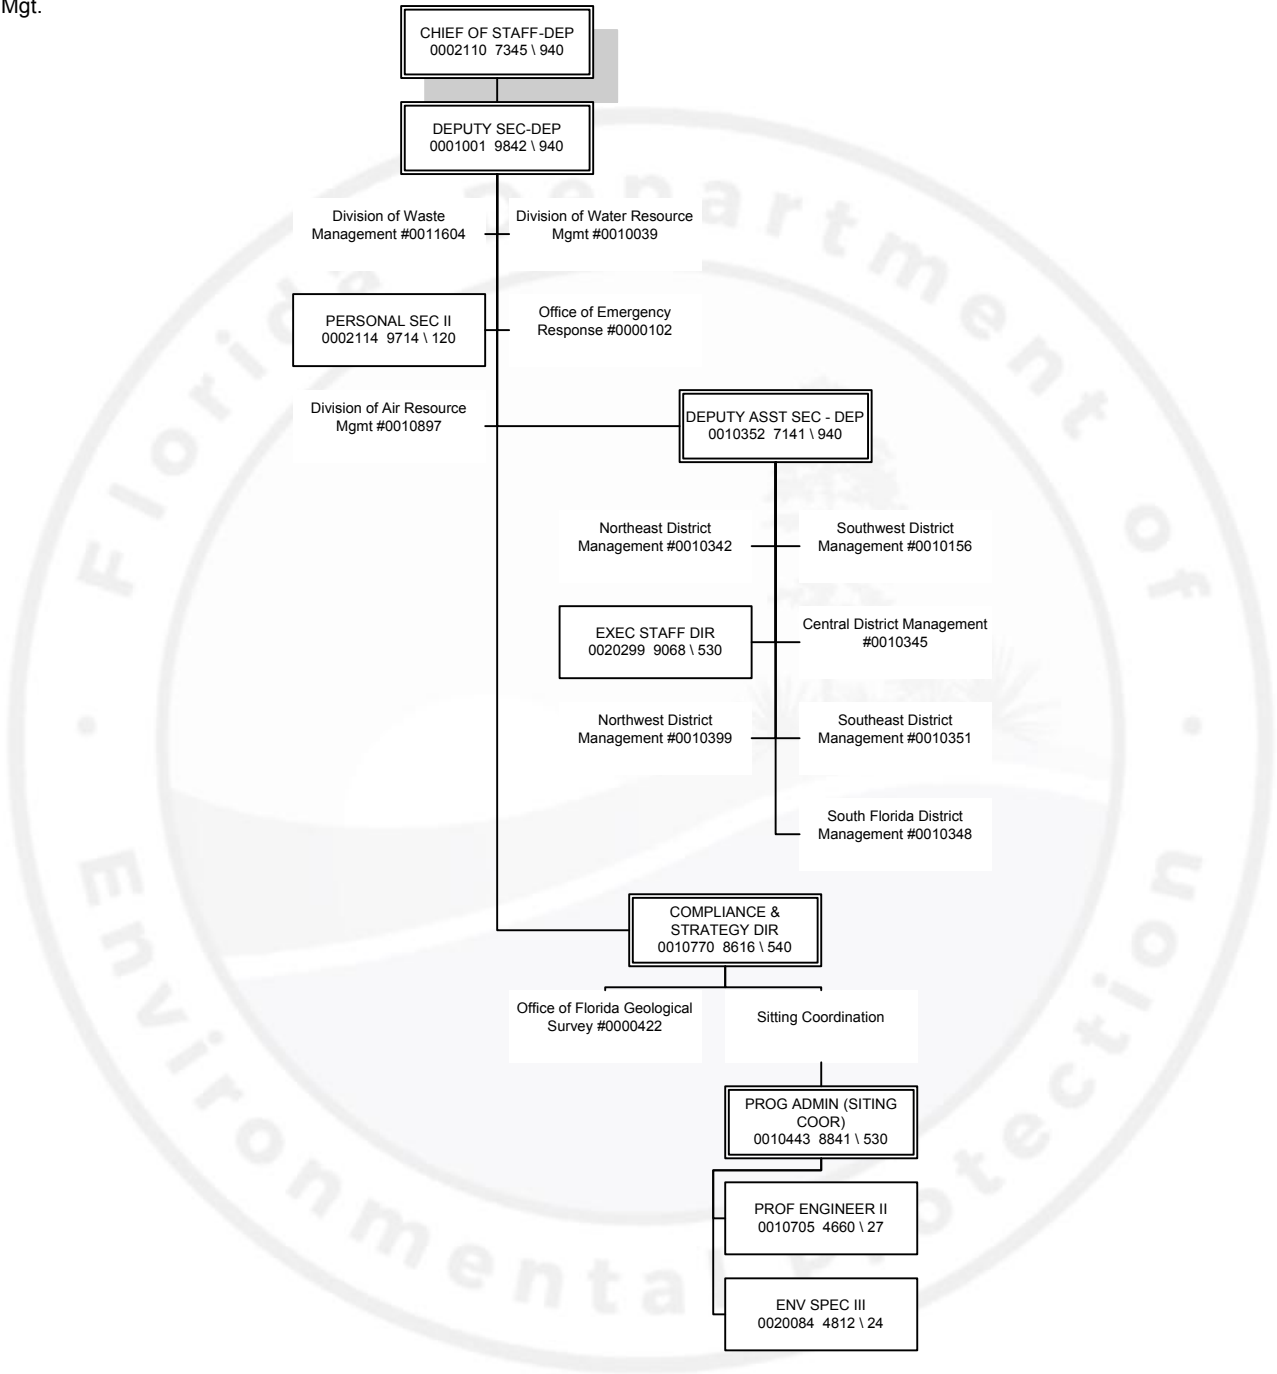 Mgt.
CHIEF OF STAFF-DEP
0002110 7345 \ 940
DEPUTY SEC-DEP
0001001 9842 \ 940
Division of Waste
Management #0011604
Division of Water Resource
Mgmt #0010039
PERSONAL SEC II
0002114 9714 \ 120
Office of Emergency
Response #0000102
Division of Air Resource
Mgmt #0010897
DEPUTY ASST SEC - DEP
0010352 7141 \ 940
Northeast District
Management #0010342
Southwest District
Management #0010156
EXEC STAFF DIR
0020299 9068 \ 530
Central District Management
#0010345
Northwest District
Management #0010399
Southeast District
Management #0010351
South Florida District
Management #0010348
COMPLIANCE &
STRATEGY DIR
0010770 8616 \ 540
Office of Florida Geological
Survey #0000422
Sitting Coordination
PROG ADMIN (SITING
COOR)
0010443 8841 \ 530
PROF ENGINEER II
0010705 4660 \ 27
ENV SPEC III
0020084 4812 \ 24
Florida Department of
Environmental Protection